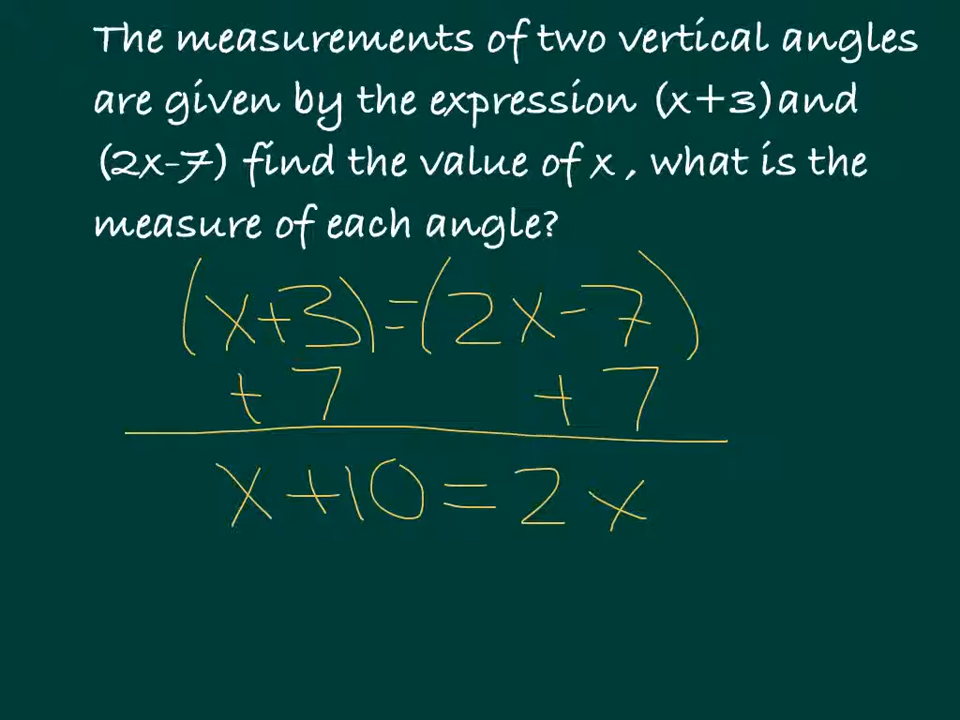 The measurements of two vertical angles
are given by the expression (x+3)and
(2x-7) find the value of x , what is the
measure of each angle?
(x+3)=(2x-7)
+7 +7
x+10=2x